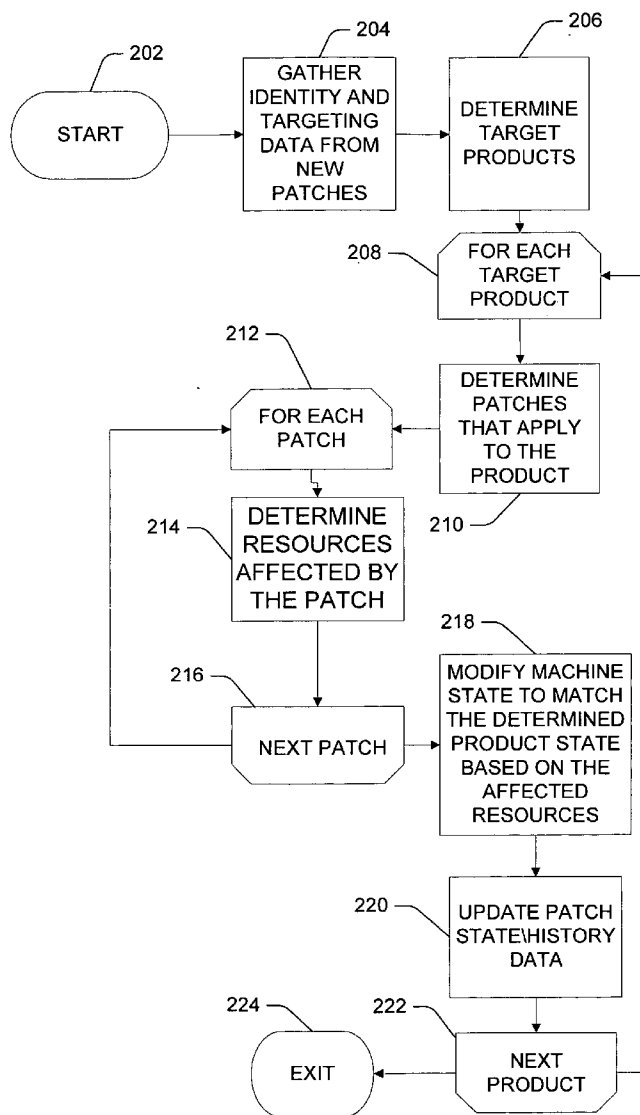 202
START
204
GATHER
IDENTITY AND
TARGETING
DATA FROM
NEW
PATCHES
206
DETERMINE
TARGET
PRODUCTS
208
FOR EACH
TARGET
PRODUCT
210
DETERMINE
PATCHES
THAT APPLY
TO THE
PRODUCT
212
FOR EACH
PATCH
214
DETERMINE
RESOURCES
AFFECTED BY
THE PATCH
216
NEXT PATCH
218
MODIFY MACHINE
STATE TO MATCH
THE DETERMINED
PRODUCT STATE
BASED ON THE
AFFECTED
RESOURCES
220
UPDATE PATCH
STATE\HISTORY
DATA
222
NEXT
PRODUCT
224
EXIT